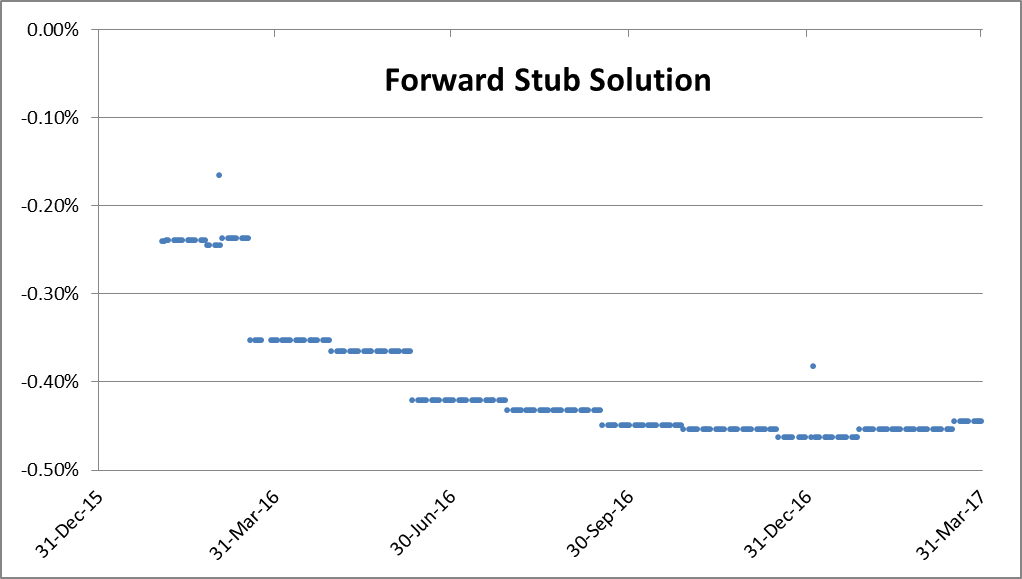 Forward Stub Solution
0.00%
-0.10%
-0.20%
-0.30%
-0.40%
-0.50%
31-Dec-15
31-Mar-16
30-Jun-16
30-Sep-16
31-Dec-16
31-Mar-17